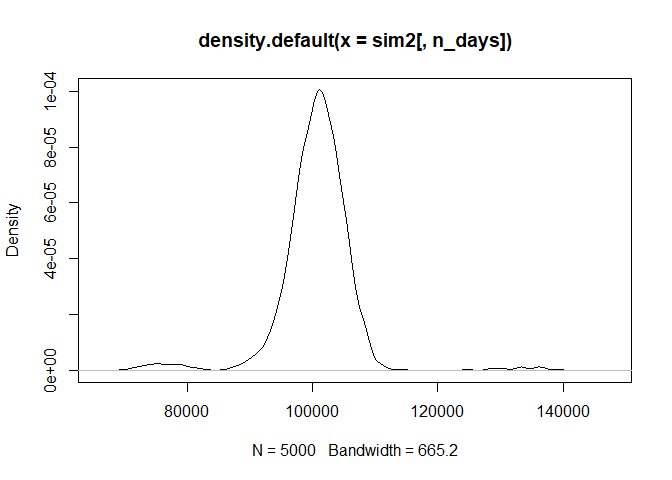 density.default(x = sim2[, n_days])
Density
1e-04
8e-05
6e-05
4e-05
0e+00
80000 100000 120000 140000
N = 5000 Bandwidth = 665.2